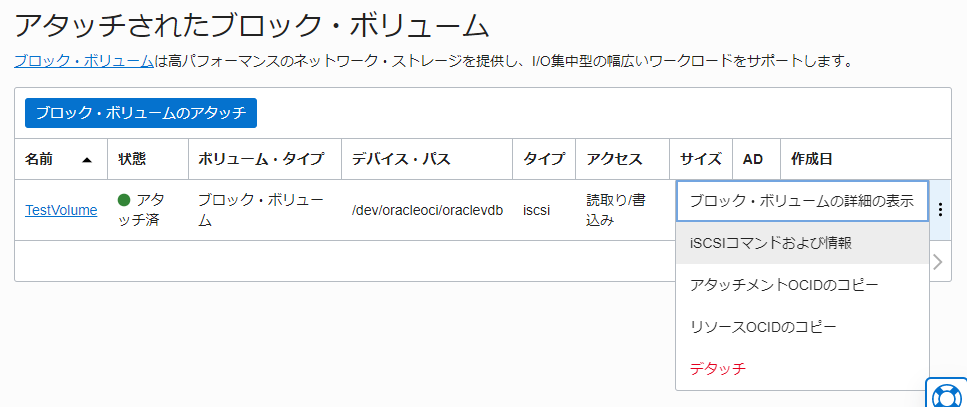 アタッチされたブロック・ボリューム
ブロック・ボリュームは高パフォーマンスのネットワーク・ストレージを提供し、I/O集中型の幅広いワークロードをサポートします。
ブロック・ボリュームのアタッチ
名前 状態 ボリューム・タイプ デバイス・パス タイプ アクセス サイズ AD 作成日
TestVolume
アタ
ッチ済
ブロック・ボリュー
ム
/dev/oracleoci/oraclevdb
iscsi
読取り/書
込み
ブロック・ボリュームの詳細の表示
iSCSIコマンドおよび情報
アタッチメントOCIDのコピー
リソースOCIDのコピー
デタッチ